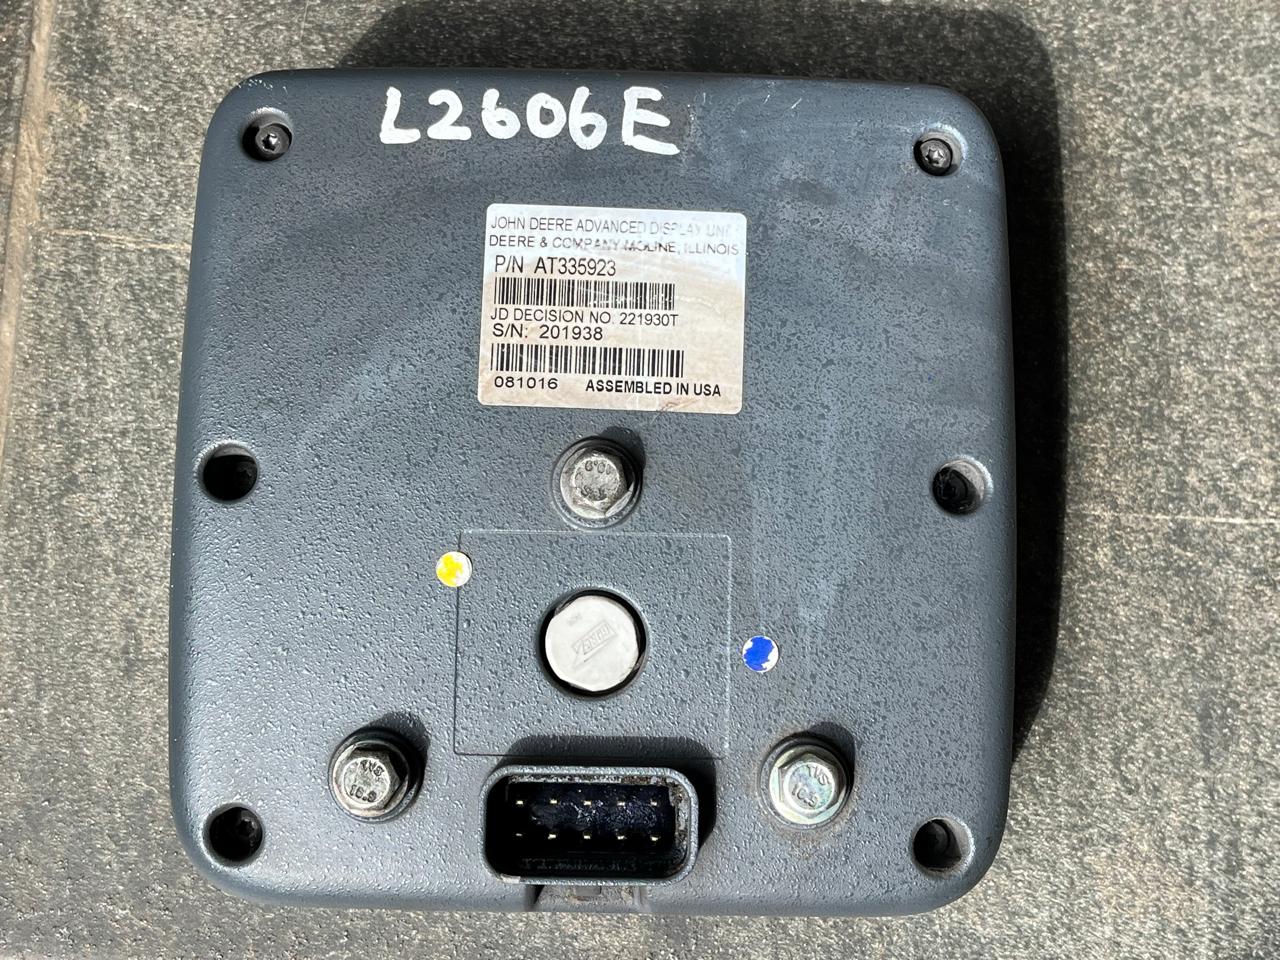 L2606E
JOHN DEERE ADVANCED DISPLAY UNIT
DEERE & COMPANY MOLINE, ILLINOIS
P/N AT335923
JD DECISION NO. 221930T
S/N: 201938
081016 ASSEMBLED IN USA